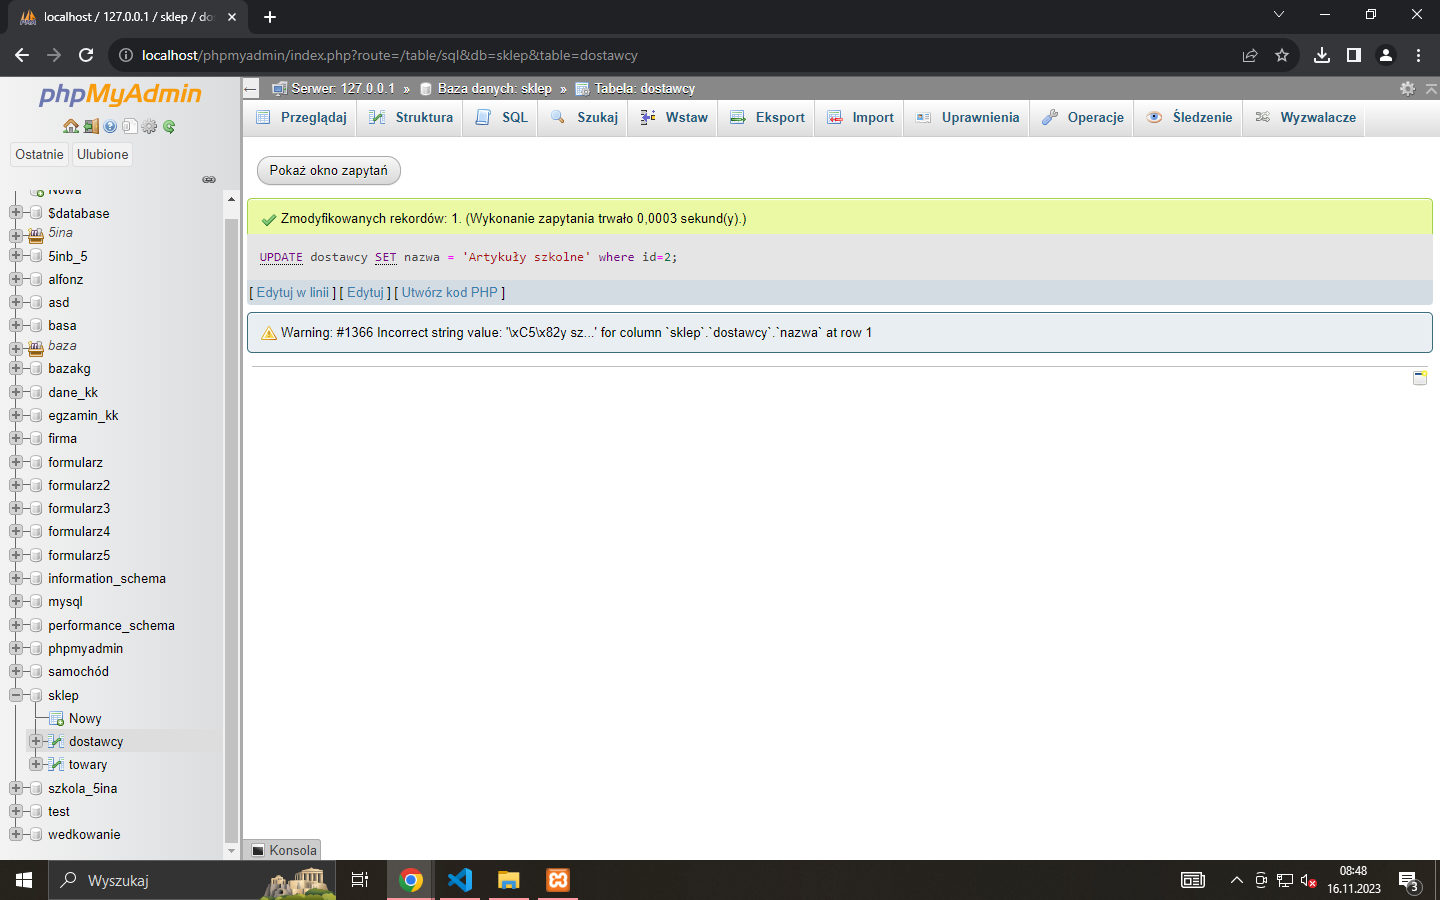 localhost / 127.0.0.1 / sklep / dos
localhost/phpmyadmin/index.php?route=/table/sql&db=sklep&table=dostawcy
phpMyAdmin
Ostatnie
Ulubione
Nowa
$database
5ina
5inb_5
alfonz
asd
basa
baza
bazakg
dane_kk
egzamin_kk
firma
formularz
formularz2
formularz3
formularz4
formularz5
information_schema
mysql
performance_schema
phpmyadmin
samochód
sklep
Nowy
dostawcy
towary
szkola_5ina
test
wedkowanie
Serwer: 127.0.0.1 » Baza danych: sklep » Tabela: dostawcy
Przeglądaj Struktura SQL Szukaj Wstaw Eksport Import Uprawnienia Operacje Śledzenie Wyzwalacze
Pokaż okno zapytań
Zmodyfikowanych rekordów: 1. (Wykonanie zapytania trwało 0,0003 sekund(y).)
UPDATE dostawcy SET nazwa = 'Artykuły szkolne' where id=2;
[ Edytuj w linii ] [ Edytuj ] [ Utwórz kod PHP ]
Warning: #1366 Incorrect string value: '\xC5\x82y sz...' for column `sklep`.`dostawcy`.`nazwa` at row 1
Konsola
Wyszukaj
08:48
16.11.2023
3